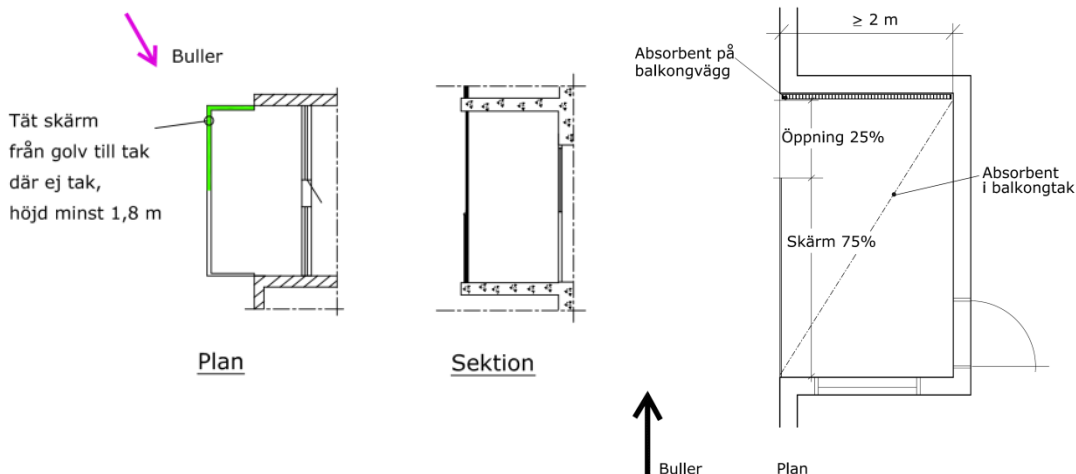 Buller
Tät skärm
från golv till tak
där ej tak,
höjd minst 1,8 m
Plan
Sektion
≥ 2 m
Absorbent på
balkongvägg
Öppning 25%
Absorbent
i balkongtak
Skärm 75%
Buller
Plan